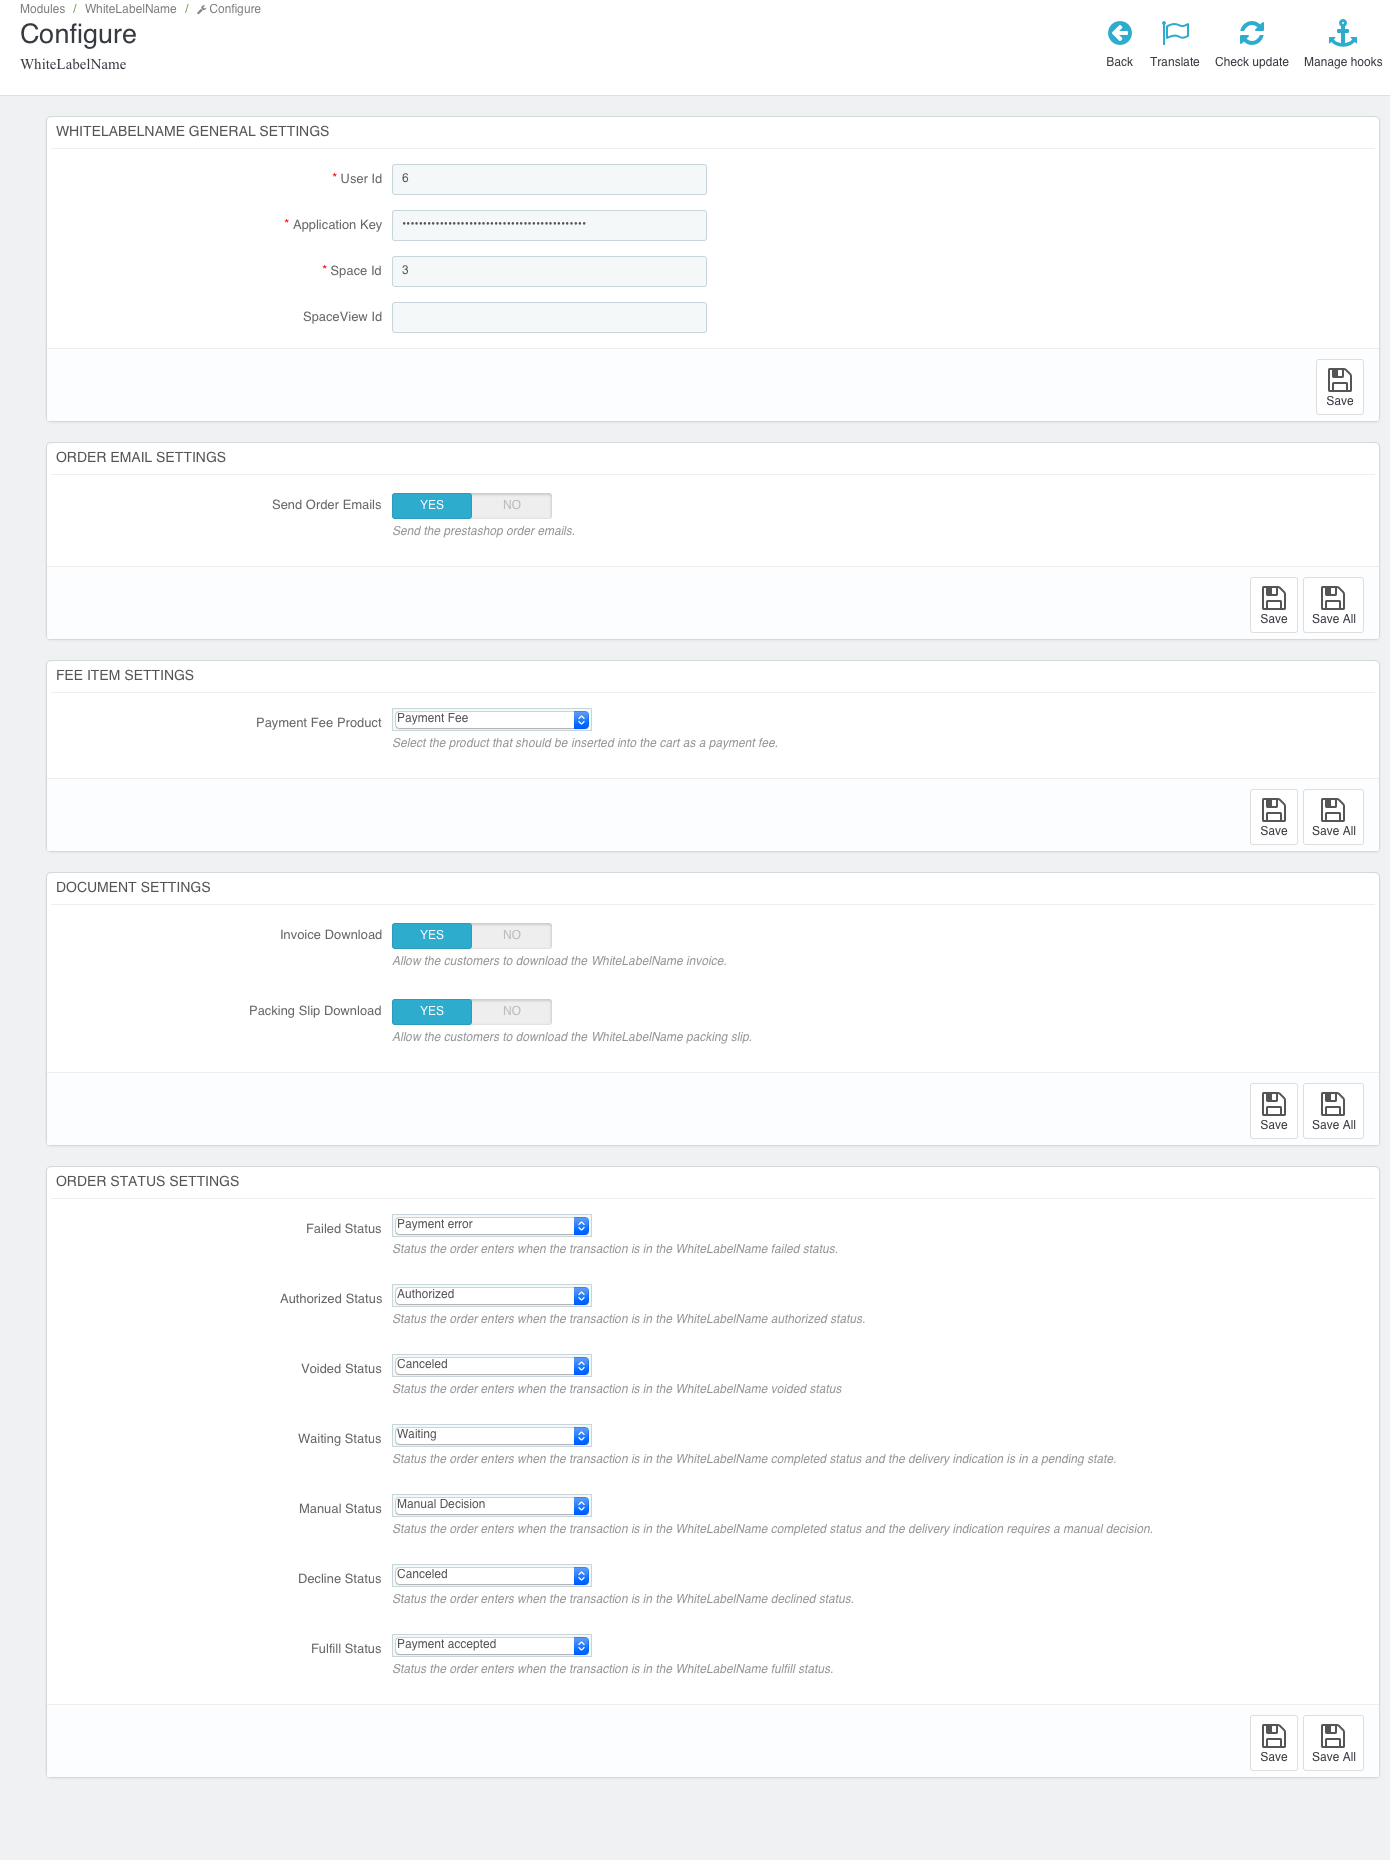 Modules / WhiteLabelName / Configure
Configure
WhiteLabelName
Back Translate Check update Manage hooks
WHITELABELNAME GENERAL SETTINGS
* User Id 6
* Application Key ••••••••••••••••••••••••••••••••••••••••••••
* Space Id 3
SpaceView Id
Save
ORDER EMAIL SETTINGS
Send Order Emails YES NO
Send the prestashop order emails.
Save Save All
FEE ITEM SETTINGS
Payment Fee Product Payment Fee
Select the product that should be inserted into the cart as a payment fee.
Save Save All
DOCUMENT SETTINGS
Invoice Download YES NO
Allow the customers to download the WhiteLabelName invoice.
Packing Slip Download YES NO
Allow the customers to download the WhiteLabelName packing slip.
Save Save All
ORDER STATUS SETTINGS
Failed Status Payment error
Status the order enters when the transaction is in the WhiteLabelName failed status.
Authorized Status Authorized
Status the order enters when the transaction is in the WhiteLabelName authorized status.
Voided Status Canceled
Status the order enters when the transaction is in the WhiteLabelName voided status
Waiting Status Waiting
Status the order enters when the transaction is in the WhiteLabelName completed status and the delivery indication is in a pending state.
Manual Status Manual Decision
Status the order enters when the transaction is in the WhiteLabelName completed status and the delivery indication requires a manual decision.
Decline Status Canceled
Status the order enters when the transaction is in the WhiteLabelName declined status.
Fulfill Status Payment accepted
Status the order enters when the transaction is in the WhiteLabelName fulfill status.
Save Save All